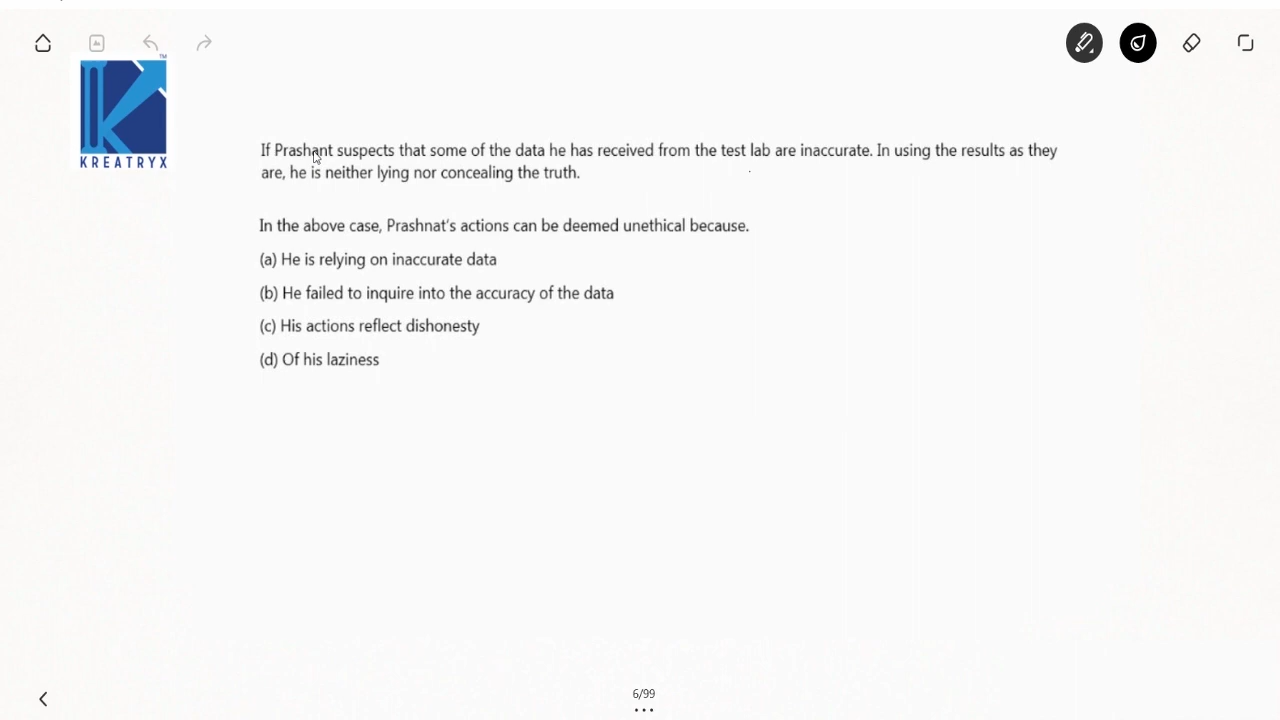 TM
KREATRYX
If Prashant suspects that some of the data he has received from the test lab are inaccurate. In using the results as they
are, he is neither lying nor concealing the truth.
In the above case, Prashnat's actions can be deemed unethical because.
(a) He is relying on inaccurate data
(b) He failed to inquire into the accuracy of the data
(c) His actions reflect dishonesty
(d) Of his laziness
6/99